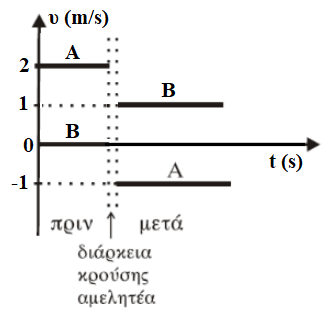 υ (m/s)
A
2
B
1
B
0
t (s)
A
-1
πριν
μετά
διάρκεια
κρούσης
αμελητέα